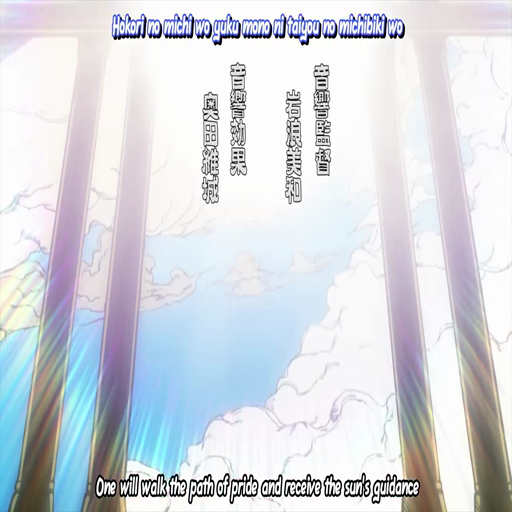 Hokori no michi wo yuku mono ni taiyou no michibiki wo
音響監督
岩浪美和
音響効果
奥田維城
One will walk the path of pride and receive the sun's guidance